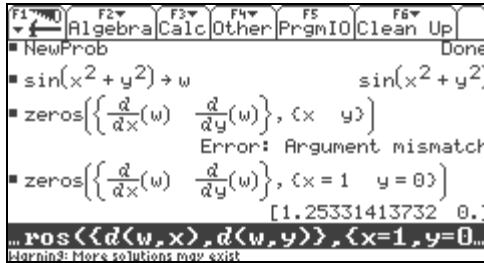 F1 F2 Algebra F3 Calc F4 Other F5 PrgmIO F6 Clean Up
▪ NewProb Done
▪ sin(x² + y²) → w sin(x² + y²)
▪ zeros({d/dx(w) d/dy(w)}, {x y})
Error: Argument mismatch
▪ zeros({d/dx(w) d/dy(w)}, {x = 1 y = 0})
[1.25331413732 0.]
…ros({d(w,x),d(w,y)},{x=1,y=0…
Warning: More solutions may exist